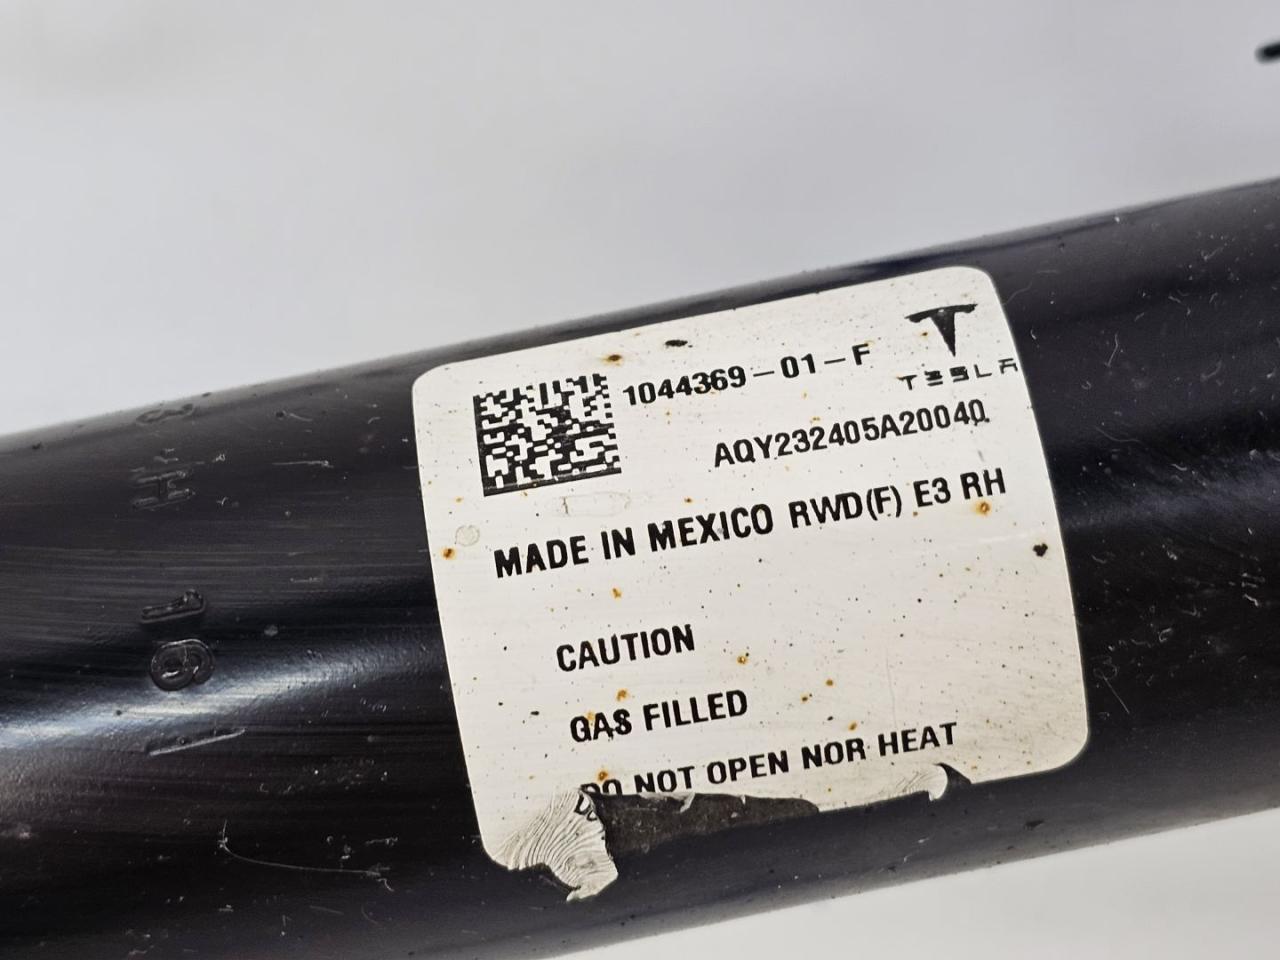 1044369-01-F
TESLA
AQY232405A20040
MADE IN MEXICO RWD(F) E3 RH
CAUTION
GAS FILLED
DO NOT OPEN NOR HEAT